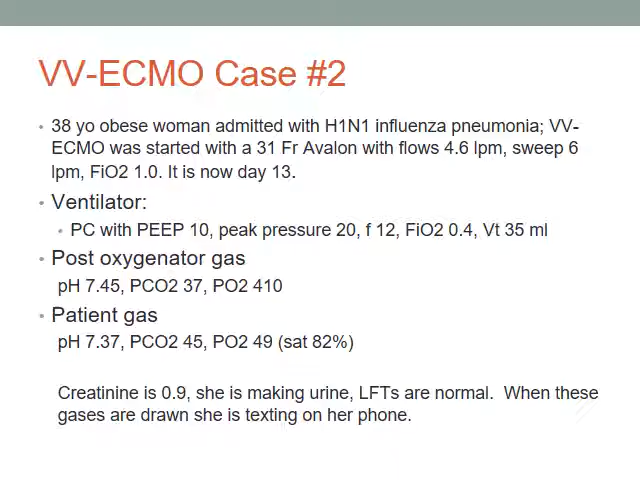 VV-ECMO Case #2
• 38 yo obese woman admitted with H1N1 influenza pneumonia; VV-
ECMO was started with a 31 Fr Avalon with flows 4.6 lpm, sweep 6
lpm, FiO2 1.0. It is now day 13.
• Ventilator:
• PC with PEEP 10, peak pressure 20, f 12, FiO2 0.4, Vt 35 ml
• Post oxygenator gas
pH 7.45, PCO2 37, PO2 410
• Patient gas
pH 7.37, PCO2 45, PO2 49 (sat 82%)
Creatinine is 0.9, she is making urine, LFTs are normal.  When these
gases are drawn she is texting on her phone.